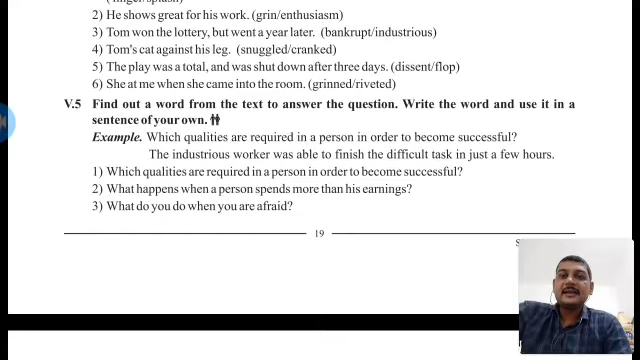 2) He shows great for his work. (grin/enthusiasm)
3) Tom won the lottery, but went a year later. (bankrupt/industrious)
4) Tom's cat against his leg. (snuggled/cranked)
5) The play was a total, and was shut down after three days. (dissent/flop)
6) She at me when she came into the room. (grinned/riveted)
V.5 Find out a word from the text to answer the question. Write the word and use it in a
sentence of your own.
Example. Which qualities are required in a person in order to become successful?
The industrious worker was able to finish the difficult task in just a few hours.
1) Which qualities are required in a person in order to become successful?
2) What happens when a person spends more than his earnings?
3) What do you do when you are afraid?
19